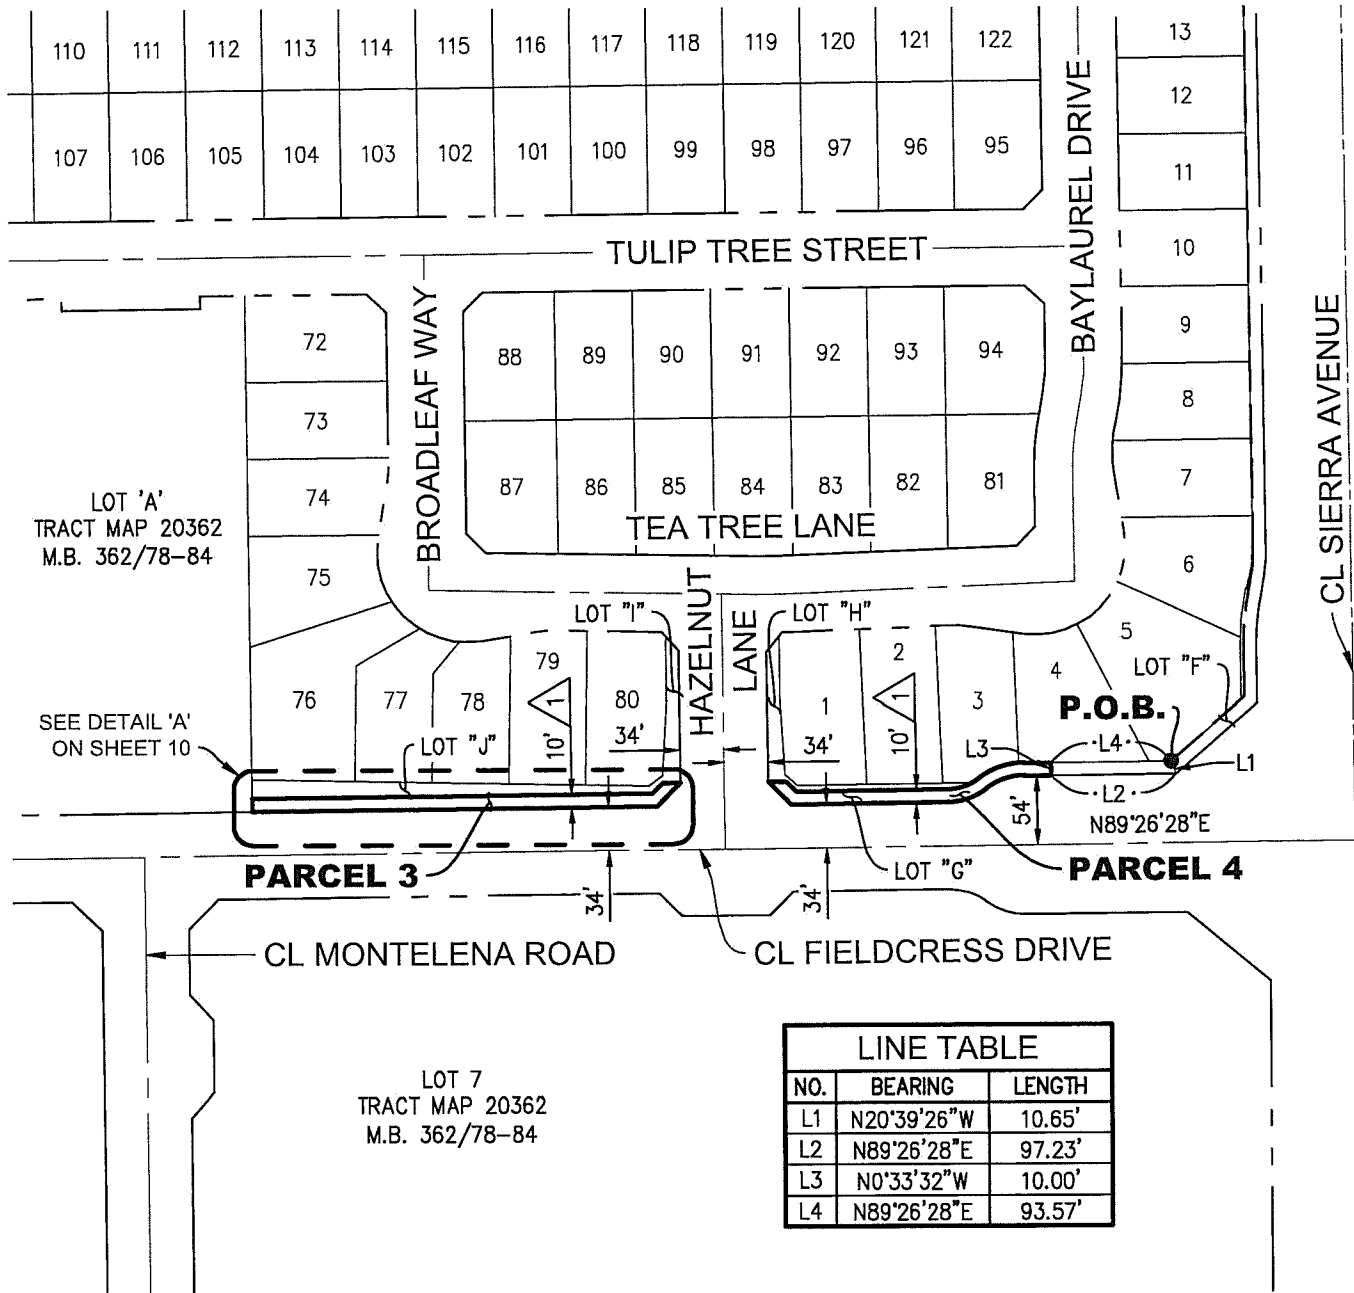 110 111 112 113 114 115 116 117 118 119 120 121 122 13
12
107 106 105 104 103 102 101 100 99 98 97 96 95 11
BAYLAUREL DRIVE
TULIP TREE STREET
10
BROADLEAF WAY
CL SIERRA AVENUE
72 88 89 90 91 92 93 94 9
73 8
74 87 86 85 84 83 82 81 7
LOT 'A'
TRACT MAP 20362
M.B. 362/78-84
TEA TREE LANE
75 6
HAZELNUT
LANE
LOT "I"
LOT "H"
76 77 78 79 80 1 2 3 4 5
LOT "F"
1 1
P.O.B.
SEE DETAIL 'A'
ON SHEET 10
LOT "J"
10' 34' 34' 10'
L3 L4 L1
L2
54'
N89°26'28"E
PARCEL 3
LOT "G"
PARCEL 4
34' 34'
CL MONTELENA ROAD
CL FIELDCRESS DRIVE
LOT 7
TRACT MAP 20362
M.B. 362/78-84
LINE TABLE
NO. BEARING LENGTH
L1 N20°39'26"W 10.65'
L2 N89°26'28"E 97.23'
L3 N0°33'32"W 10.00'
L4 N89°26'28"E 93.57'